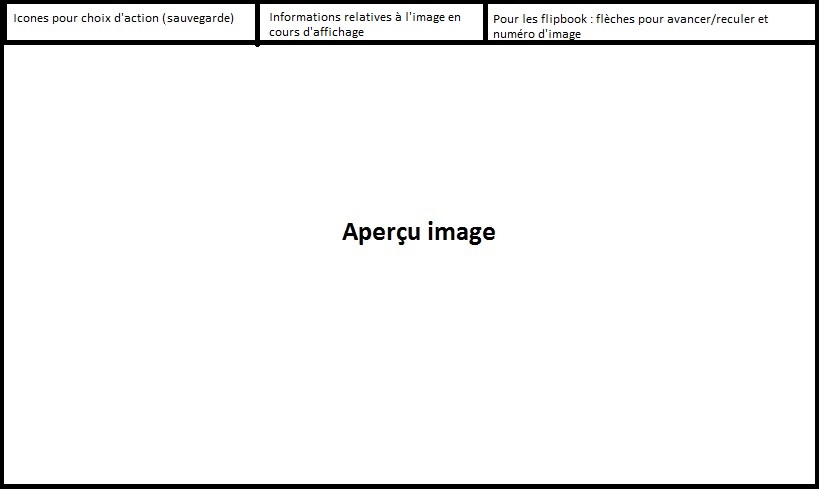 Icones pour choix d'action (sauvegarde)
Informations relatives à l'image en
cours d'affichage
Pour les flipbook : flèches pour avancer/reculer et
numéro d'image
Aperçu image